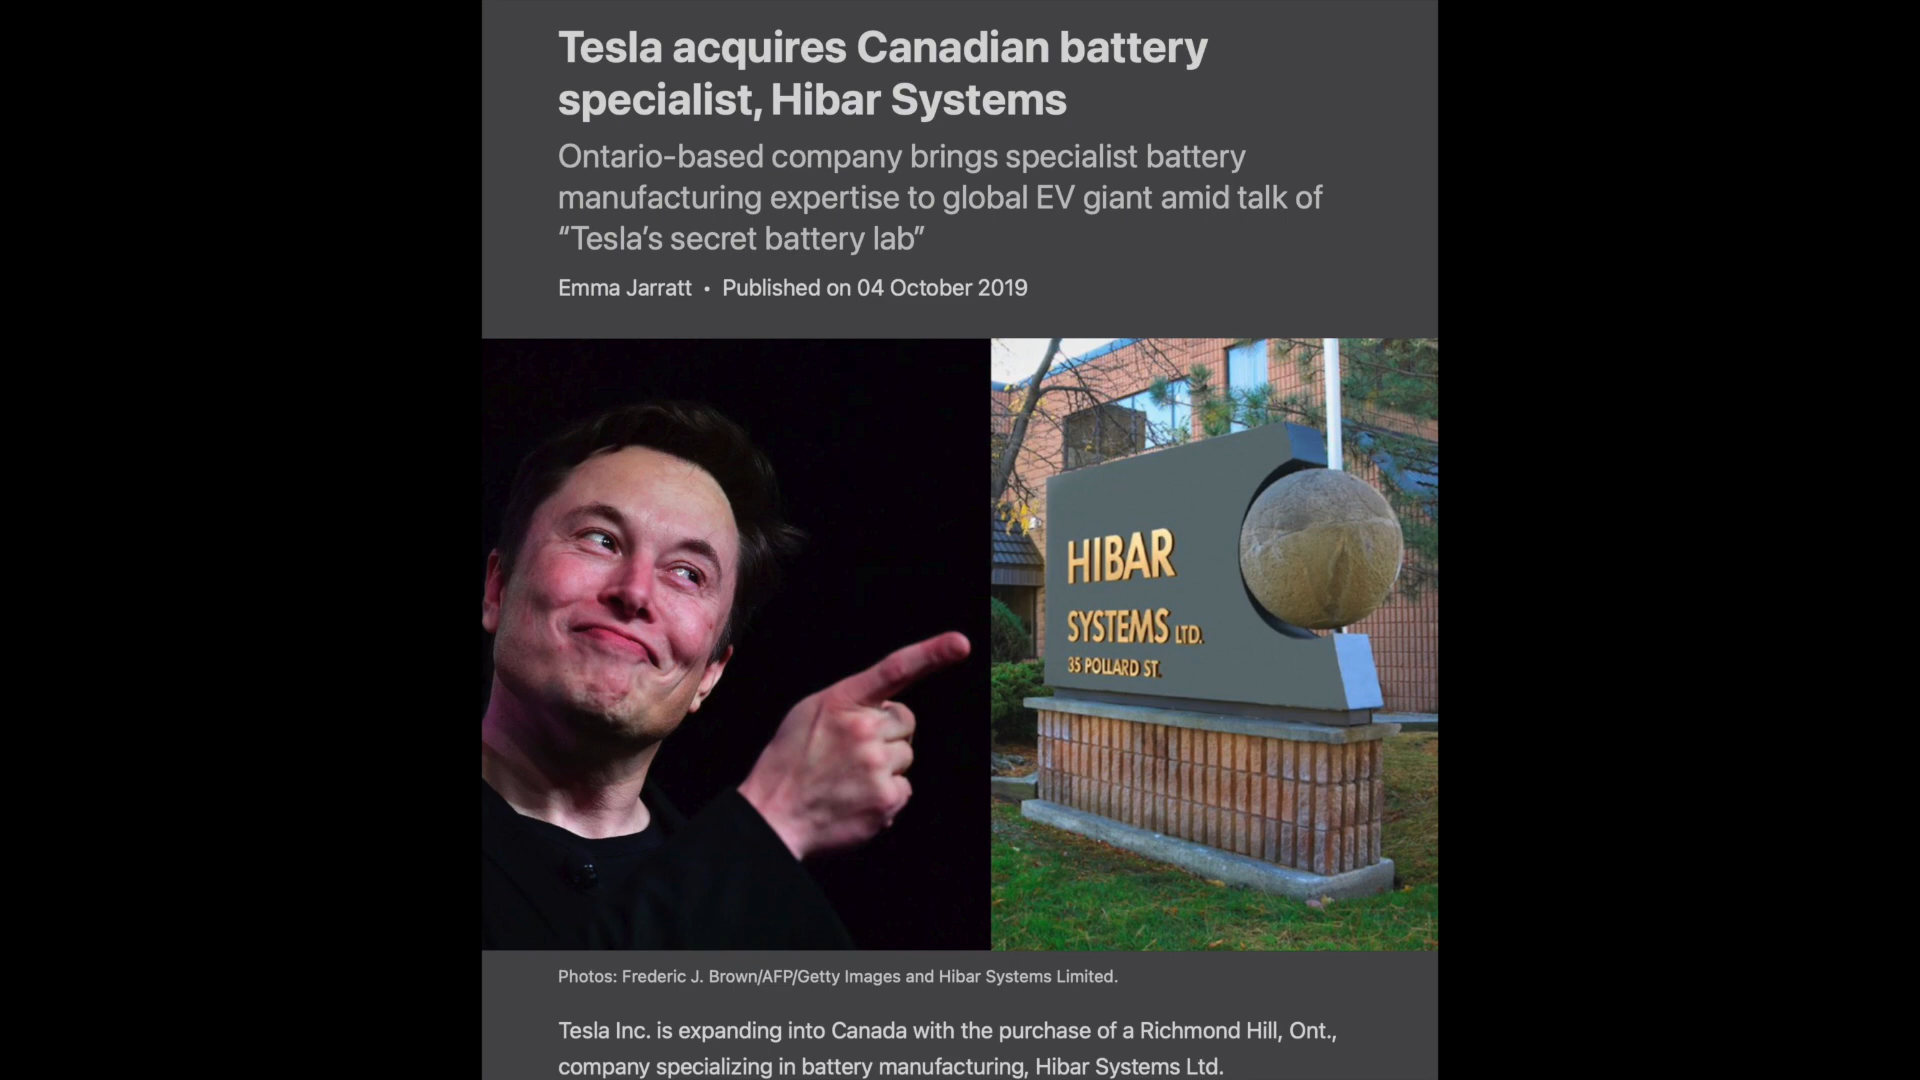 Tesla acquires Canadian battery
specialist, Hibar Systems
Ontario-based company brings specialist battery
manufacturing expertise to global EV giant amid talk of
“Tesla’s secret battery lab”
Emma Jarratt • Published on 04 October 2019
HIBAR
SYSTEMS LTD.
35 POLLARD ST.
Photos: Frederic J. Brown/AFP/Getty Images and Hibar Systems Limited.
Tesla Inc. is expanding into Canada with the purchase of a Richmond Hill, Ont.,
company specializing in battery manufacturing, Hibar Systems Ltd.